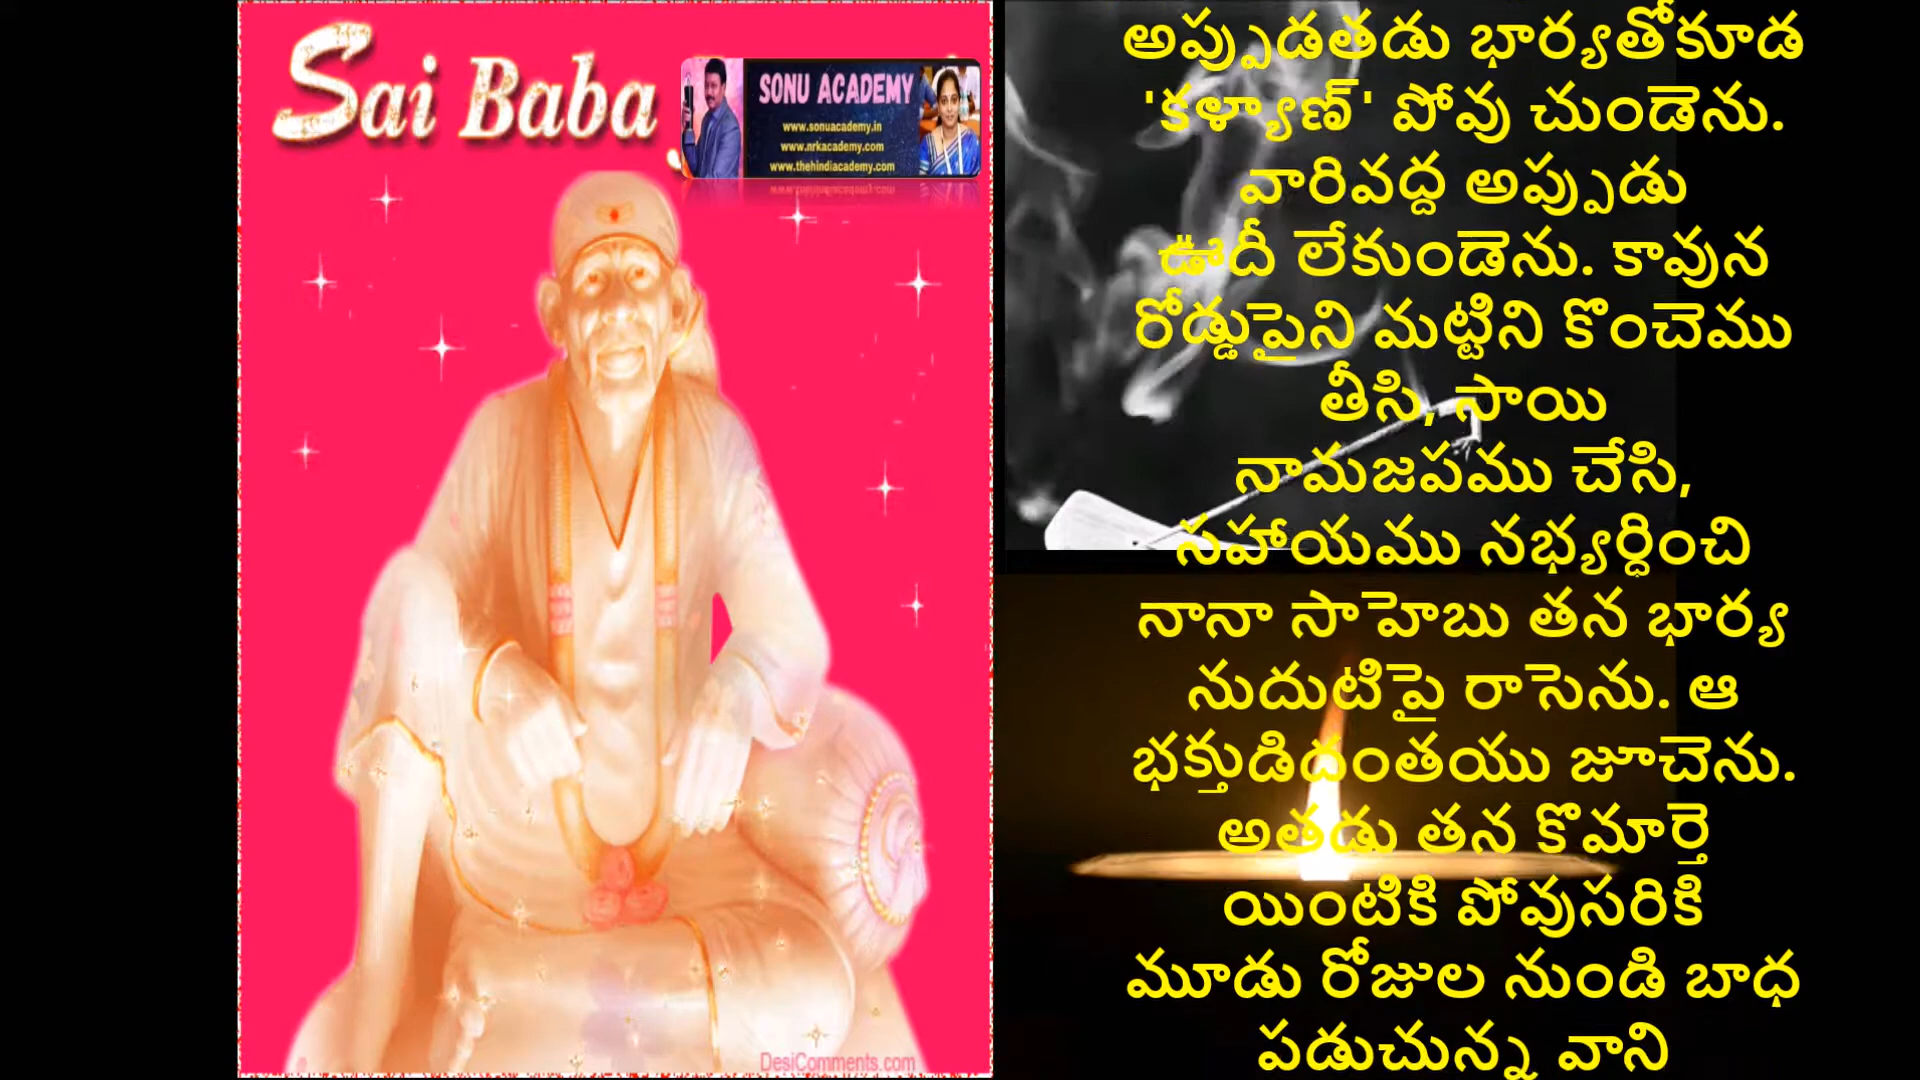 Sai Baba
SONU ACADEMY
www.sonuacademy.in
www.nrkacademy.com
www.thehindiacademy.com
అప్పుడతడు భార్యతోకూడ
'కళ్యాణ్' పోవు చుండెను.
వారివద్ద అప్పుడు
ఊదీ లేకుండెను. కావున
రోడ్డుపైని మట్టిని కొంచెము
తీసి, సాయి
నామజపము చేసి,
సహాయము నభ్యర్ధించి
నానా సాహెబు తన భార్య
నుదుటిపై రాసెను. ఆ
భక్తుడిదంతయు జూచెను.
అతడు తన కొమార్తె
యింటికి పోవుసరికి
మూడు రోజుల నుండి బాధ
పడుచున్న వాని
DesiComments.com